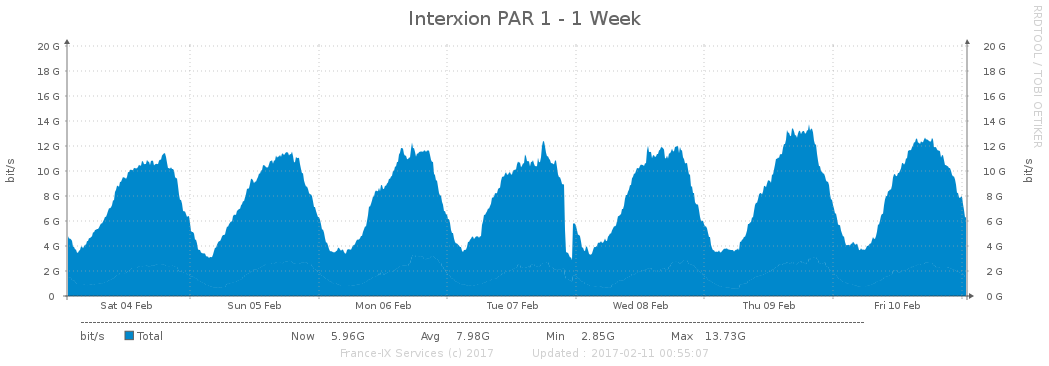 Interxion PAR 1 - 1 Week
RRDTOOL / TOBI OETIKER
20 G 20 G
18 G 18 G
16 G 16 G
14 G 14 G
12 G 12 G
10 G 10 G
8 G 8 G
6 G 6 G
4 G 4 G
2 G 2 G
0 0 G
bit/s
bit/s
Sat 04 Feb Sun 05 Feb Mon 06 Feb Tue 07 Feb Wed 08 Feb Thu 09 Feb Fri 10 Feb
bit/s Total Now 5.96G Avg 7.98G Min 2.85G Max 13.73G
France-IX Services (c) 2017 Updated : 2017-02-11 00:55:07